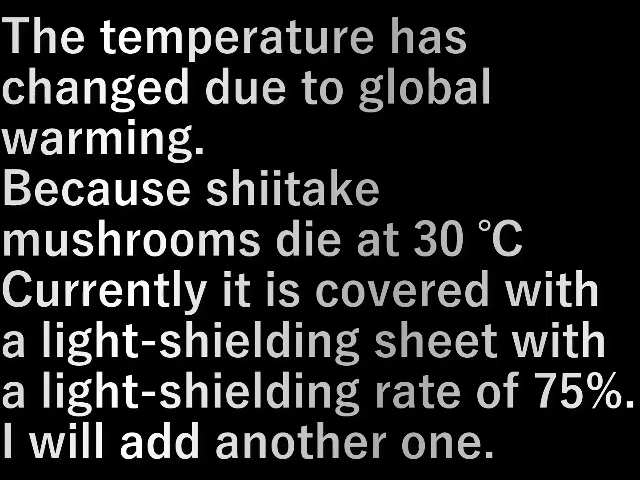 The temperature has
changed due to global
warming.
Because shiitake
mushrooms die at 30 ℃
Currently it is covered with
a light-shielding sheet with
a light-shielding rate of 75%.
I will add another one.